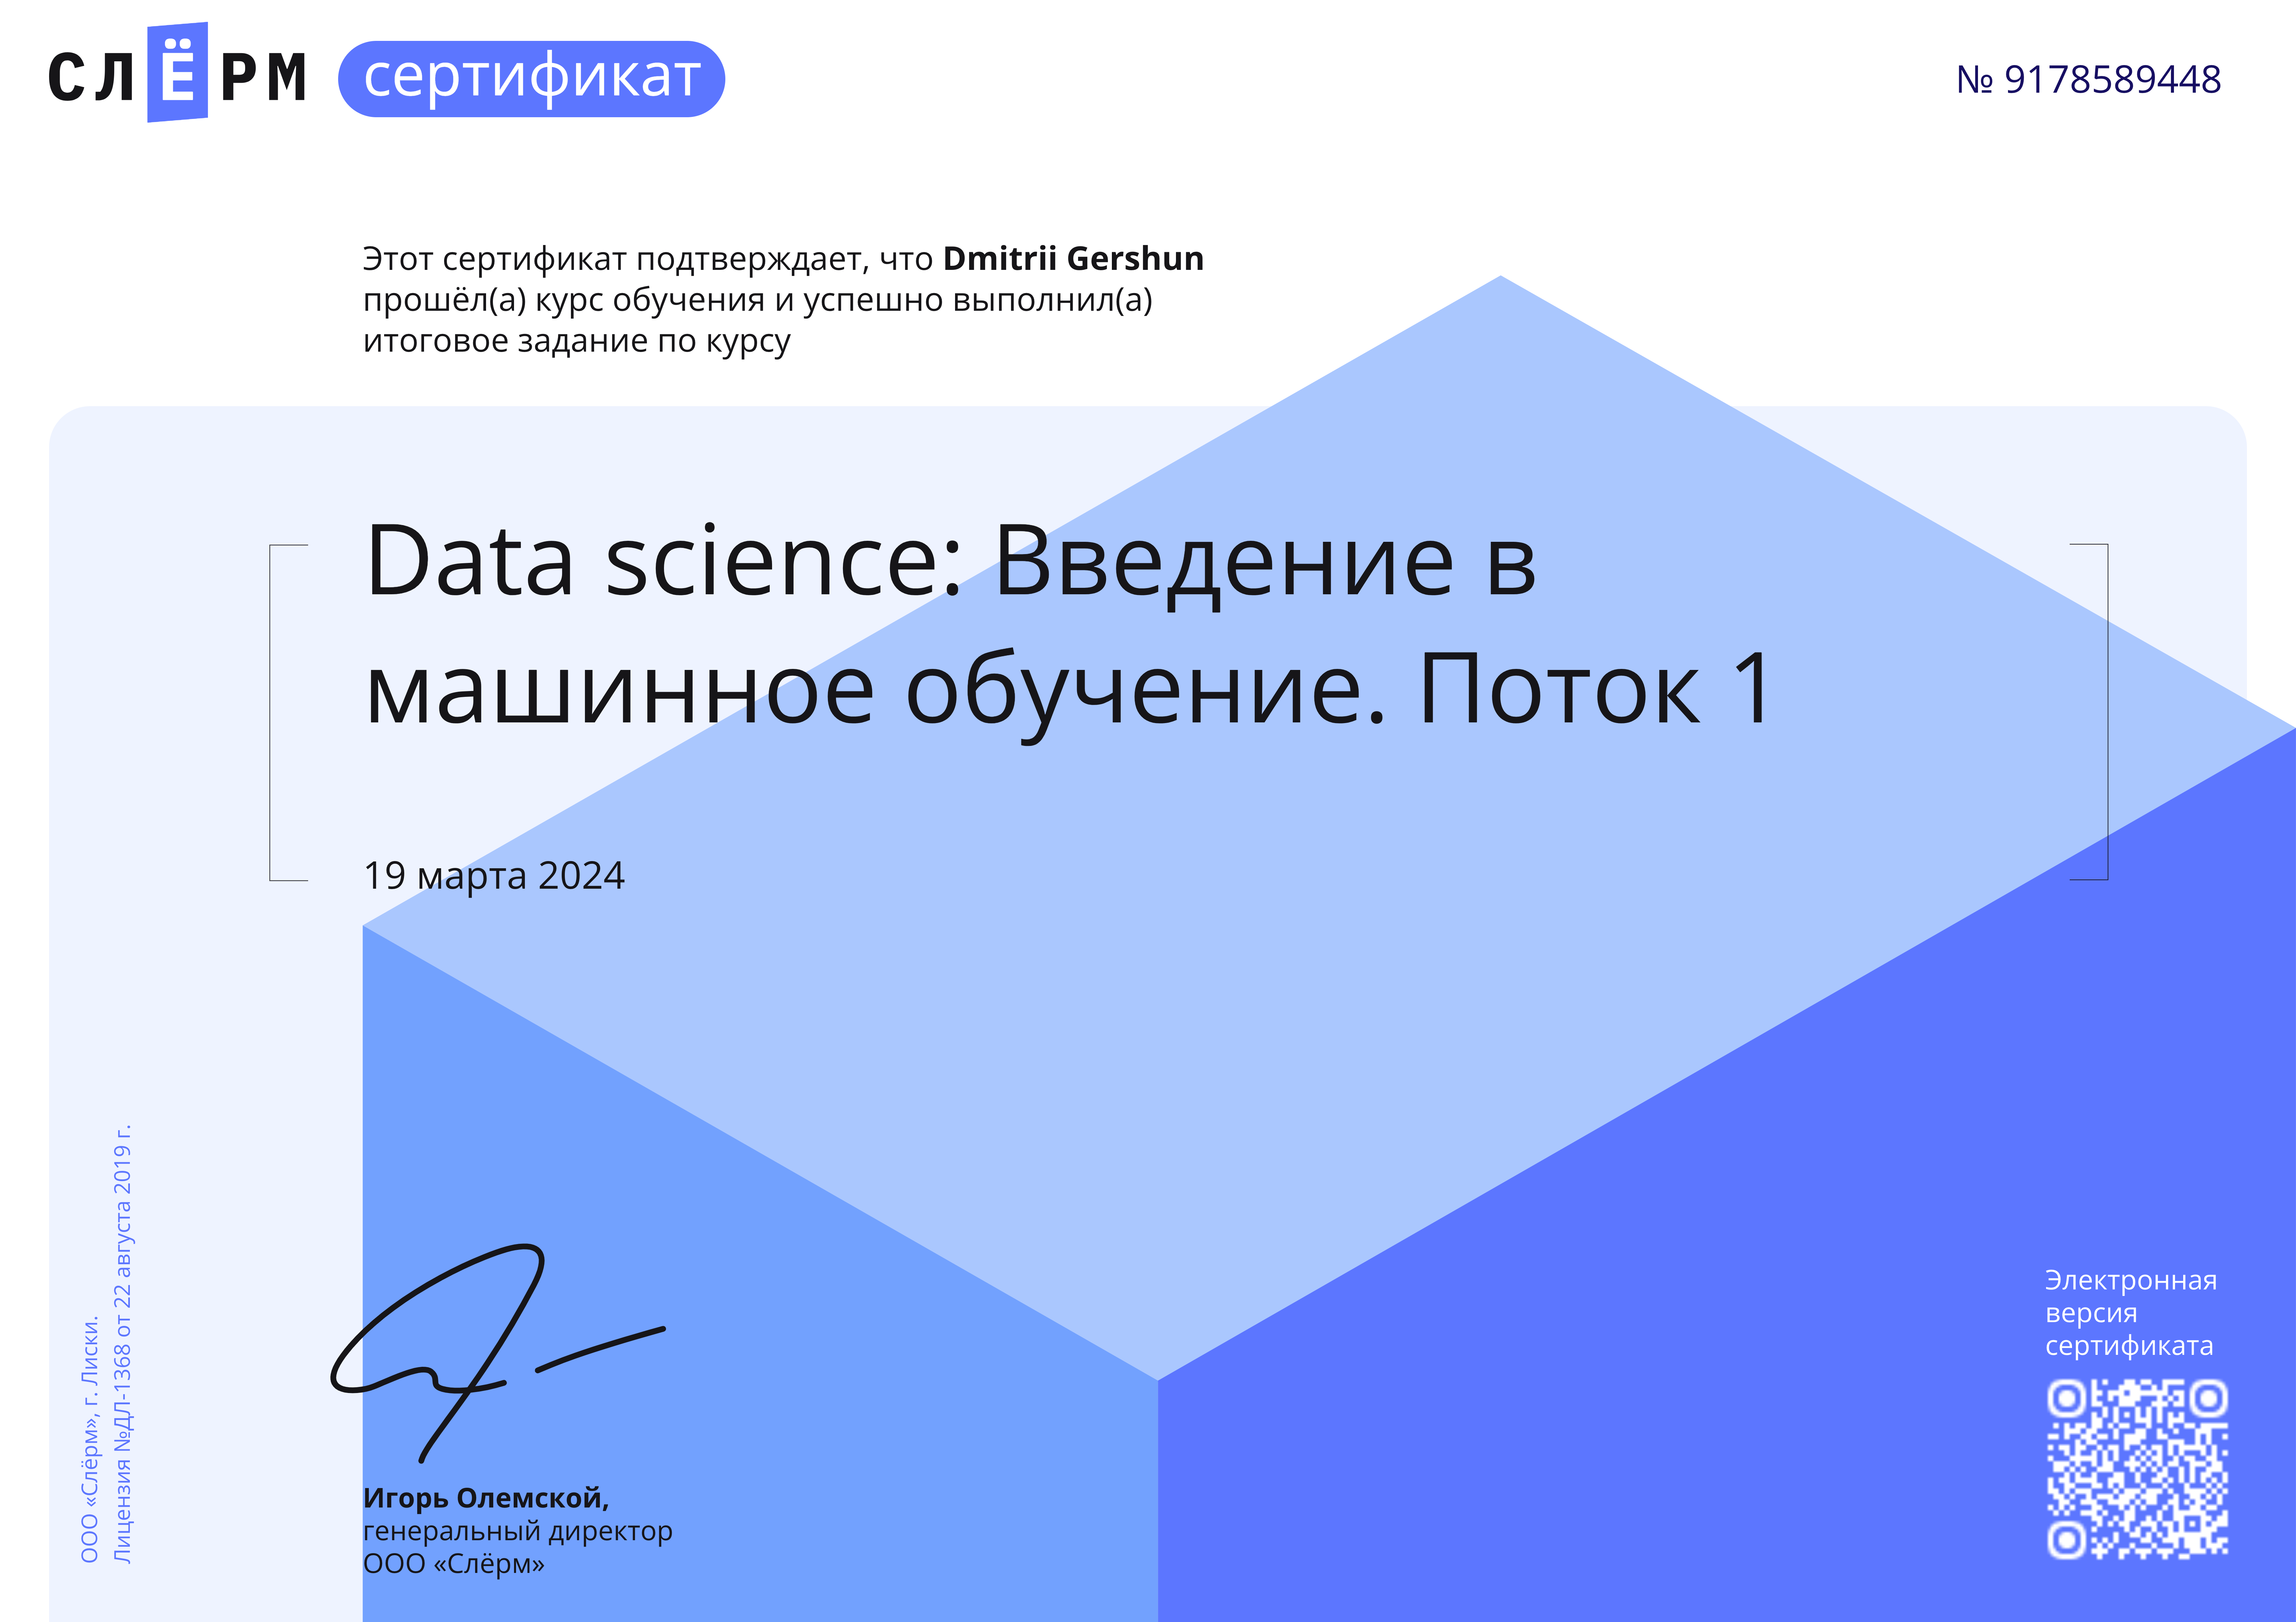 СЛЁРМ сертификат
№ 9178589448
Этот сертификат подтверждает, что Dmitrii Gershun
прошёл(а) курс обучения и успешно выполнил(а)
итоговое задание по курсу
Data science: Введение в
машинное обучение. Поток 1
19 марта 2024
ООО «Слёрм», г. Лиски.
Лицензия №ДЛ-1368 от 22 августа 2019 г.
Игорь Олемской,
генеральный директор
ООО «Слёрм»
Электронная
версия
сертификата